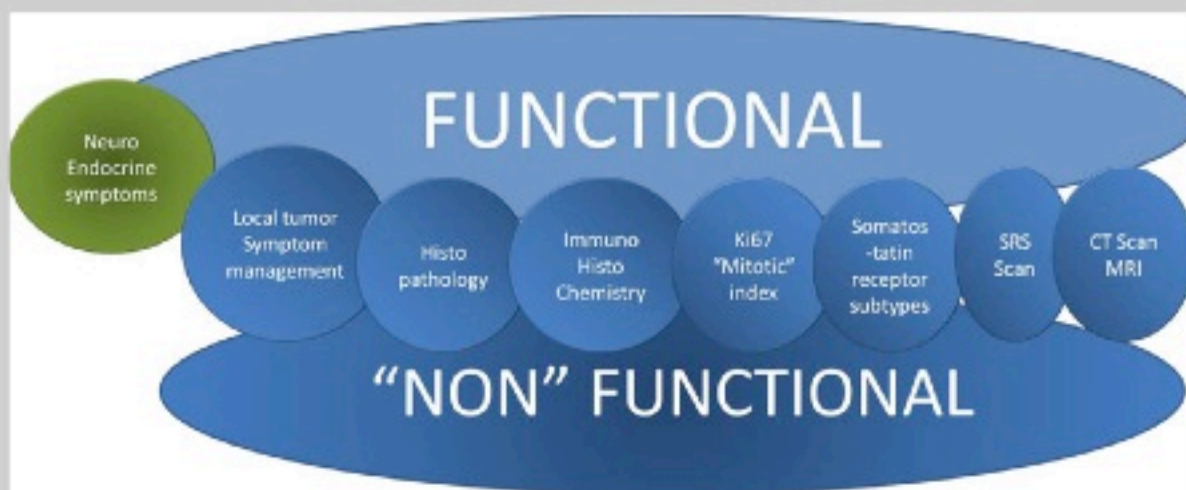 FUNCTIONAL
Neuro
Endocrine
symptoms
Local tumor
Symptom
management
Histo
pathology
Immuno
Histo
Chemistry
Ki67
"Mitotic"
index
Somatos
-tatin
receptor
subtypes
SRS
Scan
CT Scan
MRI
“NON” FUNCTIONAL